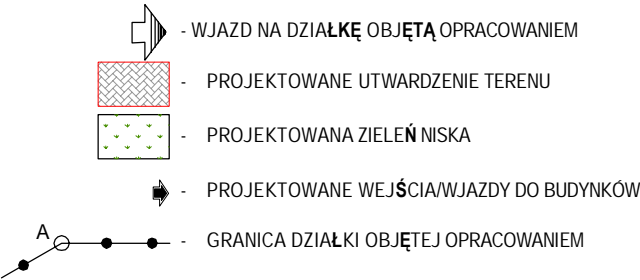 - WJAZD NA DZIAŁKĘ OBJĘTĄ OPRACOWANIEM
- PROJEKTOWANE UTWARDZENIE TERENU
- PROJEKTOWANA ZIELEŃ NISKA
- PROJEKTOWANE WEJŚCIA/WJAZDY DO BUDYNKÓW
A - GRANICA DZIAŁKI OBJĘTEJ OPRACOWANIEM